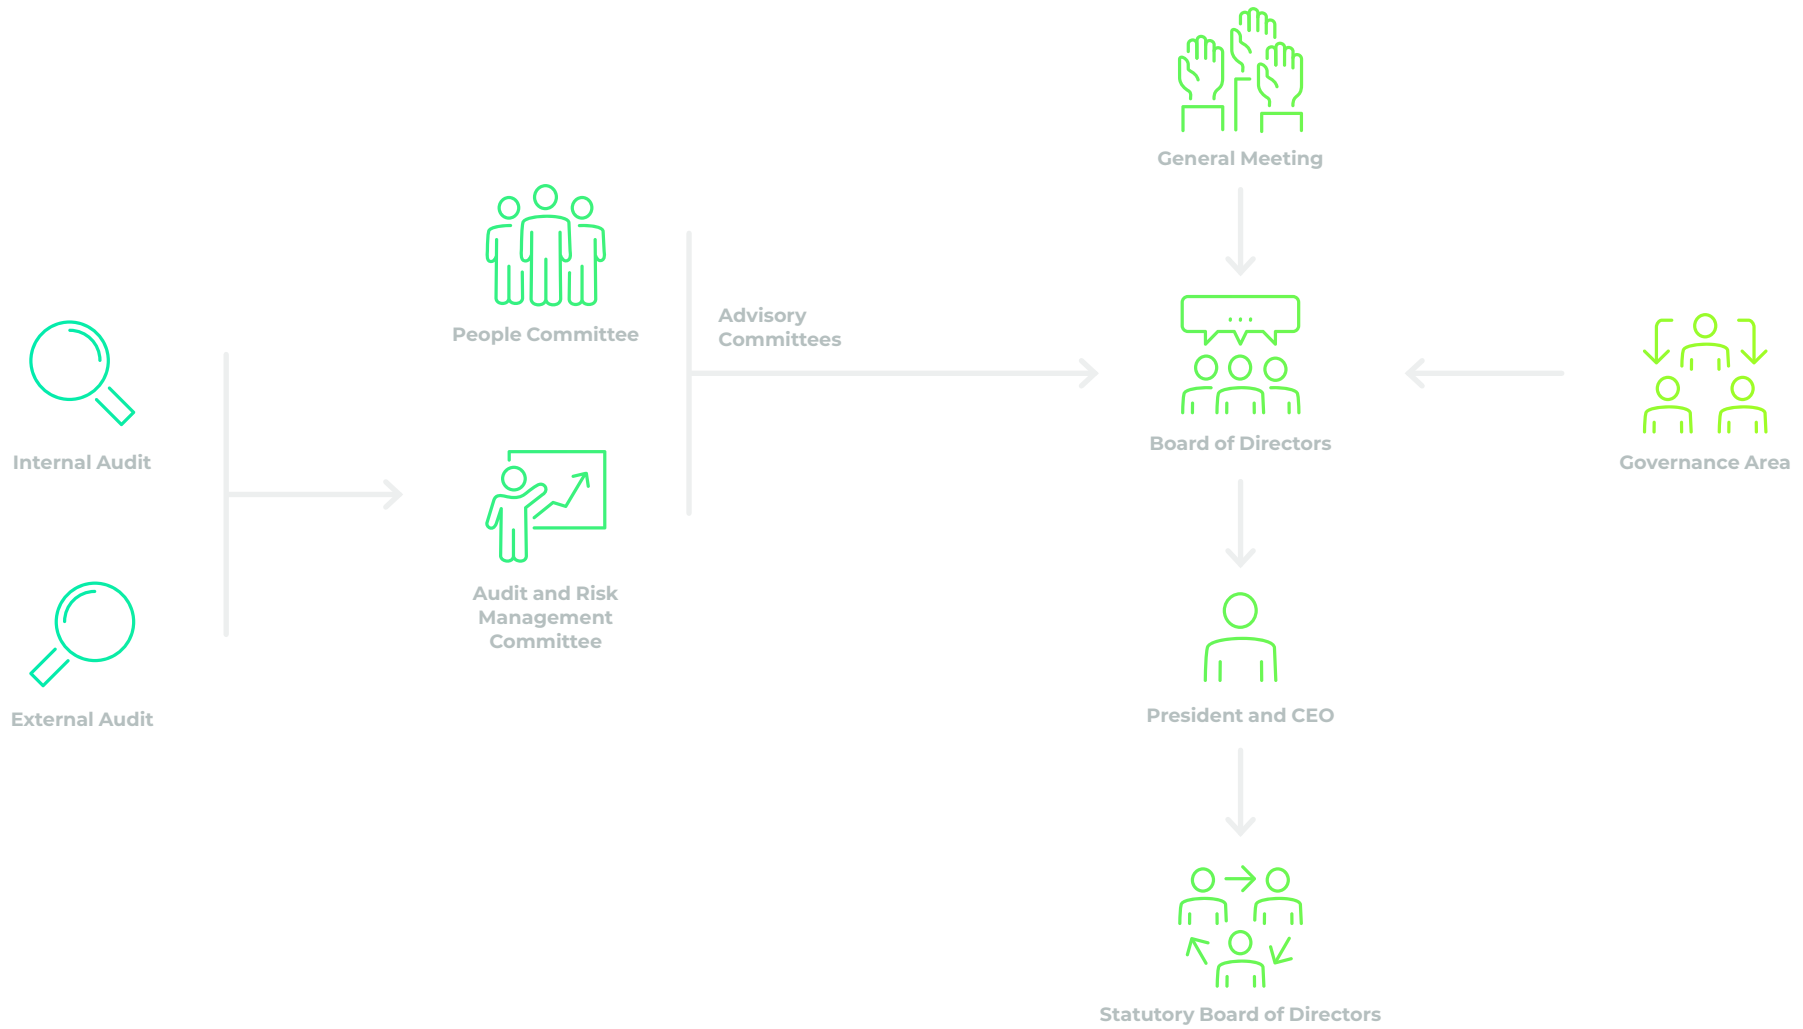 General Meeting
People Committee
Advisory
Committees
Board of Directors
Internal Audit
Governance Area
Audit and Risk
Management
Committee
External Audit
President and CEO
Statutory Board of Directors